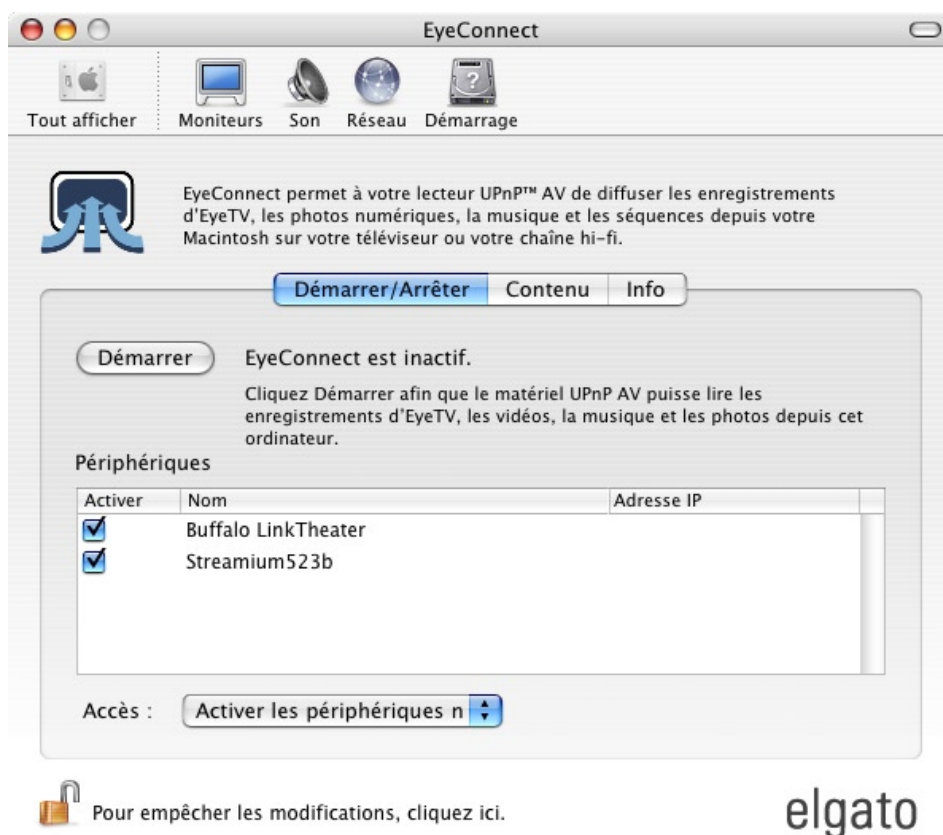 EyeConnect
Tout afficher Moniteurs Son Réseau Démarrage
EyeConnect permet à votre lecteur UPnP™ AV de diffuser les enregistrements
d'EyeTV, les photos numériques, la musique et les séquences depuis votre
Macintosh sur votre téléviseur ou votre chaîne hi-fi.
Démarrer/Arrêter Contenu Info
Démarrer EyeConnect est inactif.
Cliquez Démarrer afin que le matériel UPnP AV puisse lire les
enregistrements d'EyeTV, les vidéos, la musique et les photos depuis cet
ordinateur.
Périphériques
Activer Nom Adresse IP
Buffalo LinkTheater
Streamium523b
Accès : Activer les périphériques n
Pour empêcher les modifications, cliquez ici.
elgato